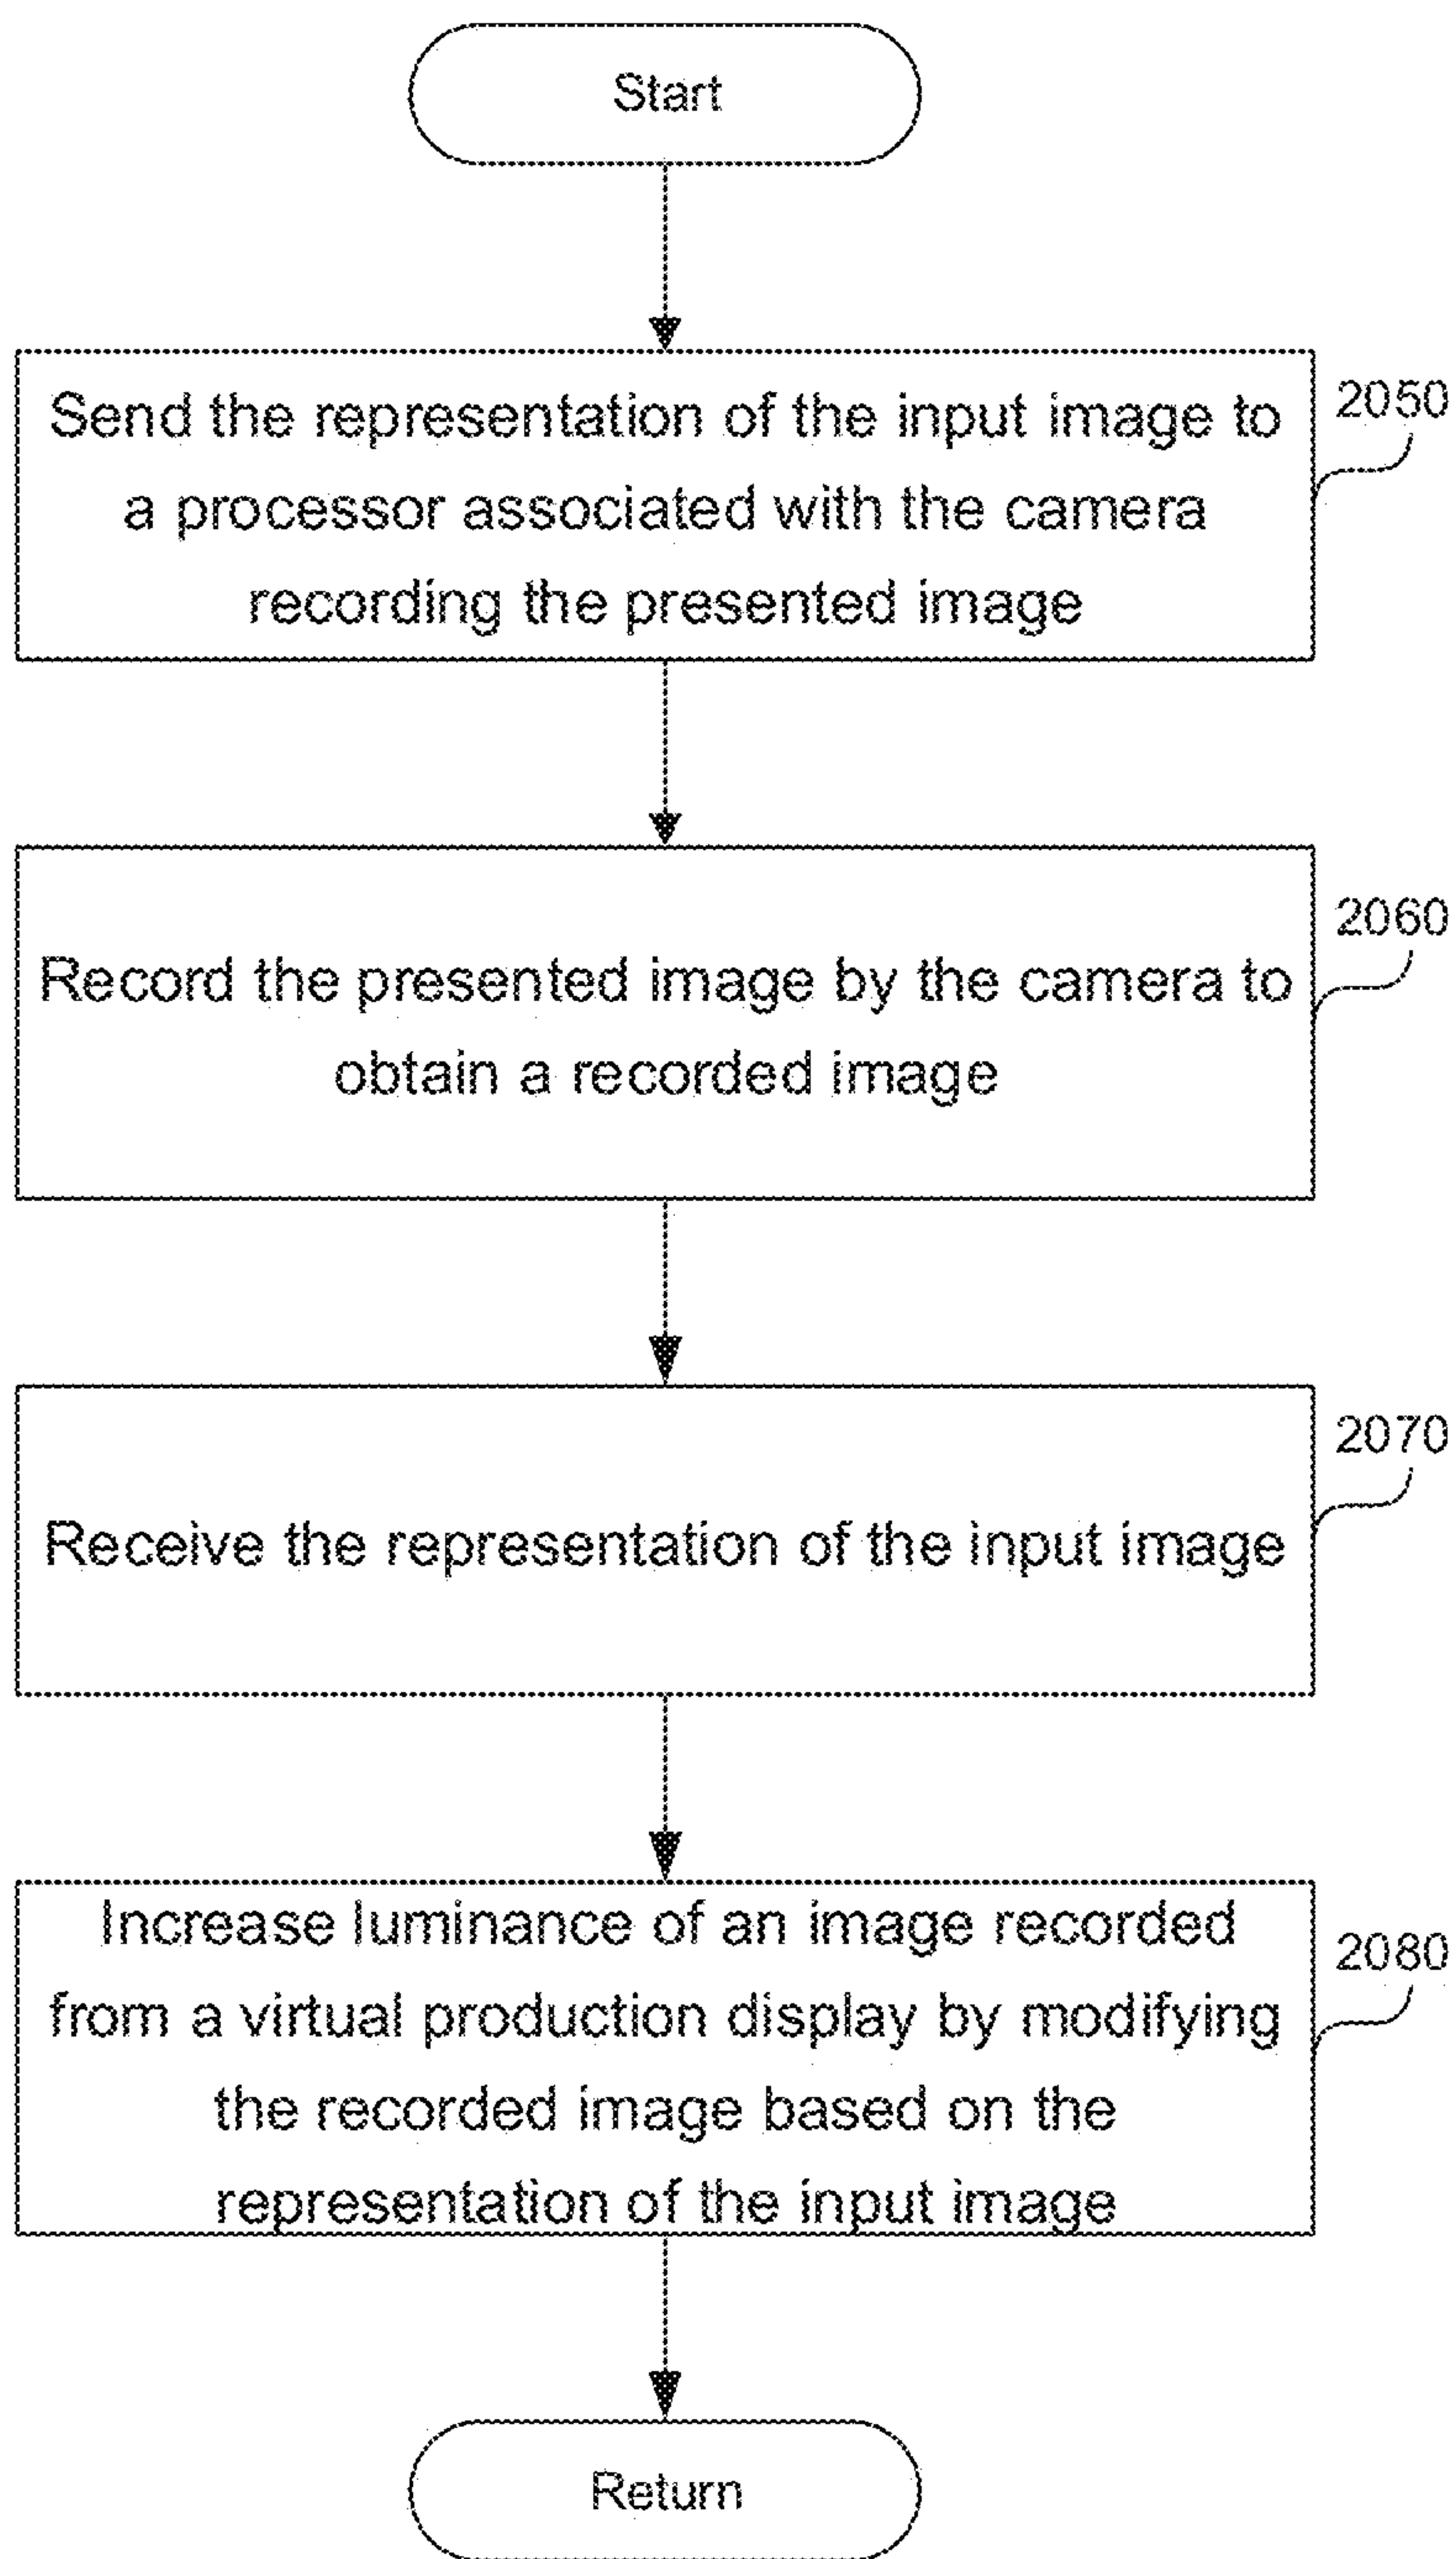 Start
Send the representation of the input image to
a processor associated with the camera
recording the presented image
2050
Record the presented image by the camera to
obtain a recorded image
2060
Receive the representation of the input image
2070
Increase luminance of an image recorded
from a virtual production display by modifying
the recorded image based on the
representation of the input image
2080
Return